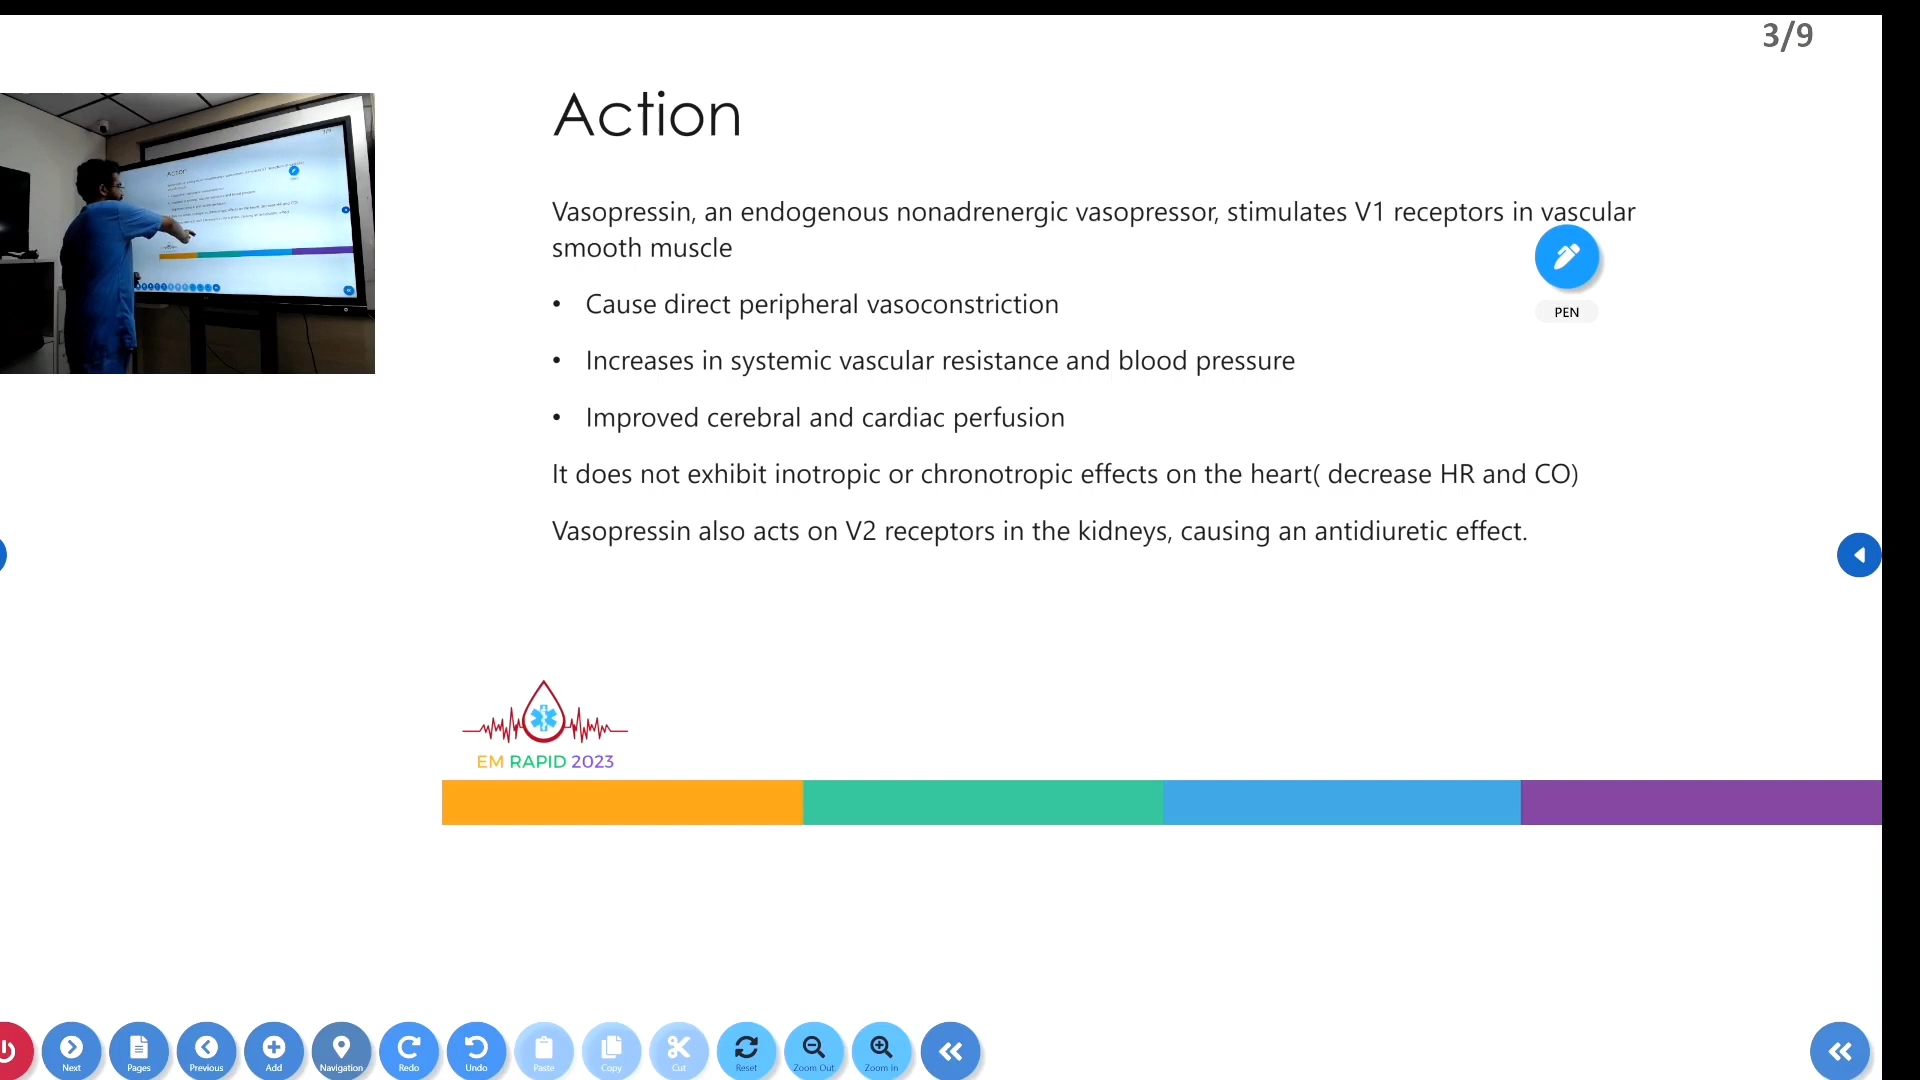 3/9
Action
Vasopressin, an endogenous nonadrenergic vasopressor, stimulates V1 receptors in vascular
smooth muscle
• Cause direct peripheral vasoconstriction
• Increases in systemic vascular resistance and blood pressure
• Improved cerebral and cardiac perfusion
It does not exhibit inotropic or chronotropic effects on the heart( decrease HR and CO)
Vasopressin also acts on V2 receptors in the kidneys, causing an antidiuretic effect.
PEN
EM RAPID 2023
Next Pages Previous Add Navigation Redo Undo Paste Copy Cut Reset Zoom Out Zoom In